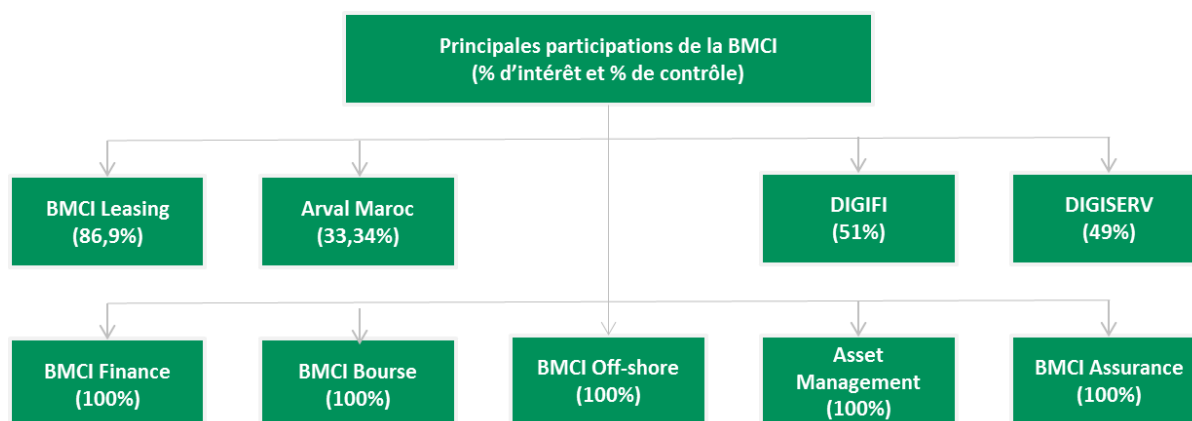 Principales participations de la BMCI
(% d’intérêt et % de contrôle)
BMCI Leasing
(86,9%)
Arval Maroc
(33,34%)
DIGIFI
(51%)
DIGISERV
(49%)
BMCI Finance
(100%)
BMCI Bourse
(100%)
BMCI Off-shore
(100%)
Asset
Management
(100%)
BMCI Assurance
(100%)